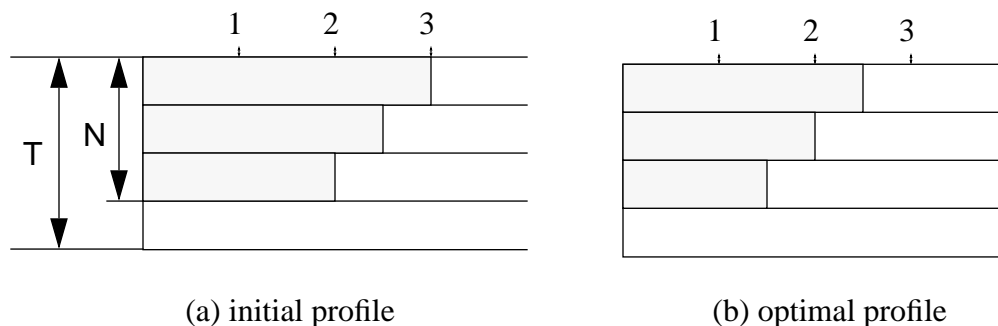 1 2 3
1 2 3
N
T
(a) initial profile
(b) optimal profile